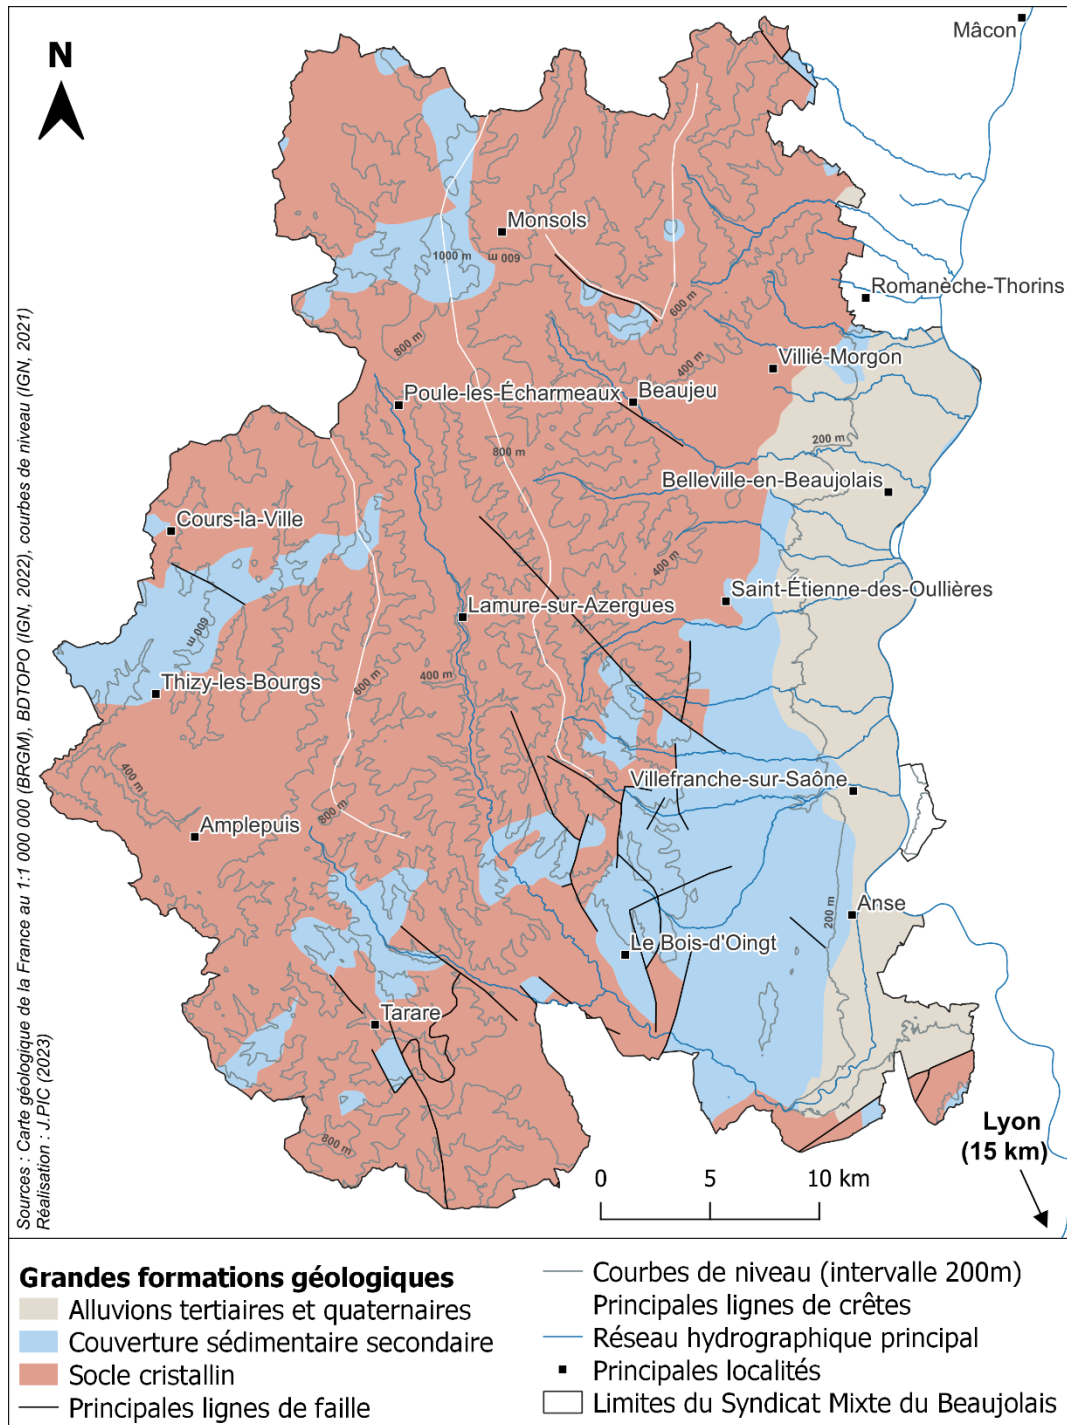 Mâcon
N
Monsols
1000 m
600 m
Romanèche-Thorins
600 m
800 m
Villié-Morgon
400 m
Poule-les-Écharmeaux
Beaujeu
200 m
800 m
Belleville-en-Beaujolais
Cours-la-Ville
400 m
Saint-Étienne-des-Oullières
Lamure-sur-Azergues
600 m
400 m
Thizy-les-Bourgs
600 m
400 m
Villefranche-sur-Saône
800 m
Amplepuis
200 m
Anse
Le Bois-d'Oingt
Tarare
800 m
Lyon
(15 km)
0 5 10 km
Sources : Carte géologique de la France au 1:1 000 000 (BRGM), BDTOPO (IGN, 2022), courbes de niveau (IGN, 2021)
Réalisation : J.PIC (2023)
Grandes formations géologiques
Alluvions tertiaires et quaternaires
Couverture sédimentaire secondaire
Socle cristallin
Principales lignes de faille
Courbes de niveau (intervalle 200m)
Principales lignes de crêtes
Réseau hydrographique principal
Principales localités
Limites du Syndicat Mixte du Beaujolais